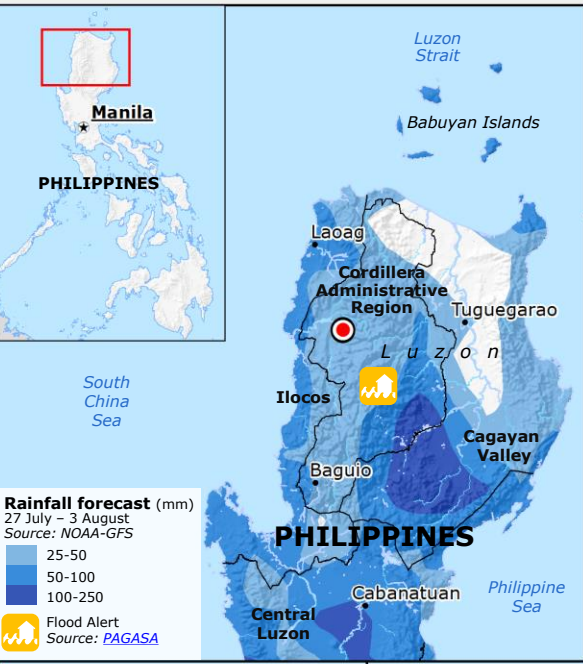 Manila
PHILIPPINES
Luzon
Strait
Babuyan Islands
Laoag
Cordillera
Administrative
Region
Tuguegarao
Luzon
South
China
Sea
Ilocos
Cagayan
Valley
Baguio
PHILIPPINES
Philippine
Sea
Cabanatuan
Central
Luzon
Rainfall forecast (mm)
27 July – 3 August
Source: NOAA-GFS
25-50
50-100
100-250
Flood Alert
Source: PAGASA